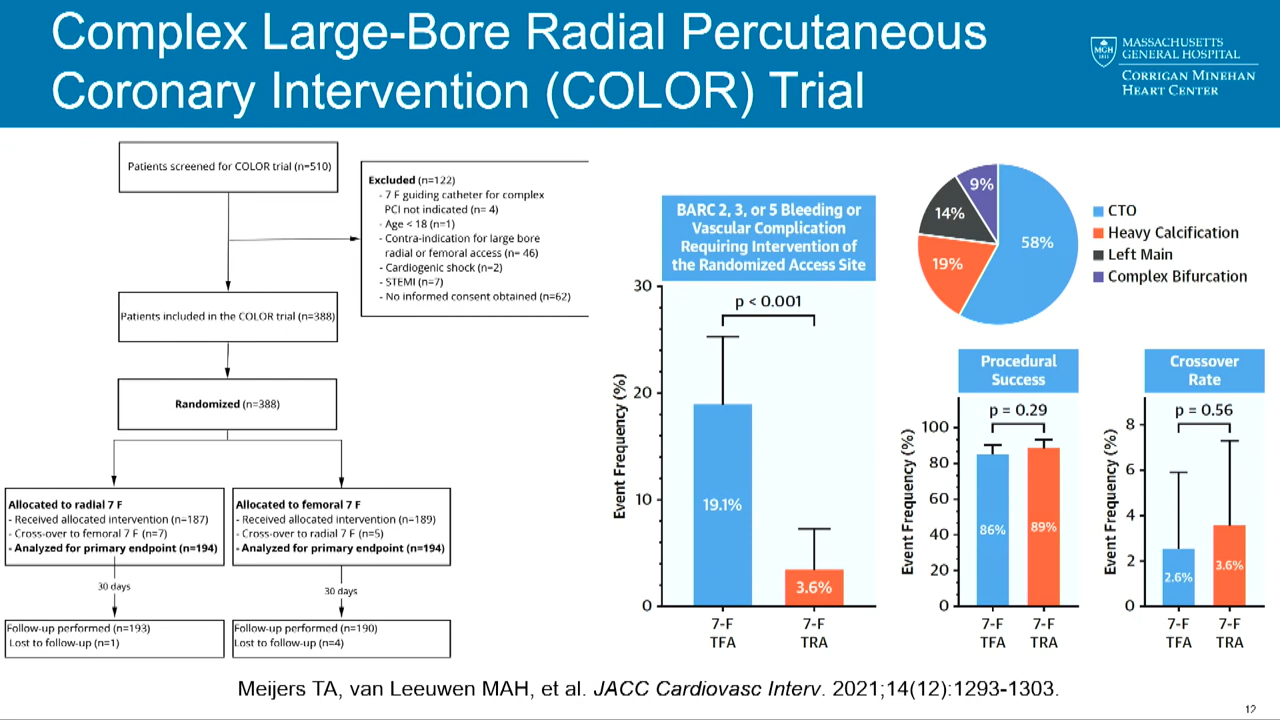 Complex Large-Bore Radial Percutaneous
Coronary Intervention (COLOR) Trial
MGH
1811
MASSACHUSETTS
GENERAL HOSPITAL
CORRIGAN MINEHAN
HEART CENTER
Patients screened for COLOR trial (n=510)
Excluded (n=122)
- 7 F guiding catheter for complex
PCI not indicated (n= 4)
- Age < 18 (n=1)
- Contra-indication for large bore
radial or femoral access (n= 46)
- Cardiogenic shock (n=2)
- STEMI (n=7)
- No informed consent obtained (n=62)
Patients included in the COLOR trial (n=388)
Randomized (n=388)
Allocated to radial 7 F
- Received allocated intervention (n=187)
- Cross-over to femoral 7 F (n=7)
- Analyzed for primary endpoint (n=194)
Allocated to femoral 7 F
- Received allocated intervention (n=189)
- Cross-over to radial 7 F (n=5)
- Analyzed for primary endpoint (n=194)
30 days
30 days
Follow-up performed (n=193)
Lost to follow-up (n=1)
Follow-up performed (n=190)
Lost to follow-up (n=4)
BARC 2, 3, or 5 Bleeding or
Vascular Complication
Requiring Intervention of
the Randomized Access Site
Event Frequency (%)
30
20
10
0
p < 0.001
19.1%
3.6%
7-F
TFA
7-F
TRA
58%
19%
14%
9%
CTO
Heavy Calcification
Left Main
Complex Bifurcation
Procedural
Success
Event Frequency (%)
100
80
60
40
20
0
p = 0.29
86%
89%
7-F
TFA
7-F
TRA
Crossover
Rate
Event Frequency (%)
8
6
4
2
0
p = 0.56
2.6%
3.6%
7-F
TFA
7-F
TRA
Meijers TA, van Leeuwen MAH, et al. JACC Cardiovasc Interv. 2021;14(12):1293-1303.
12